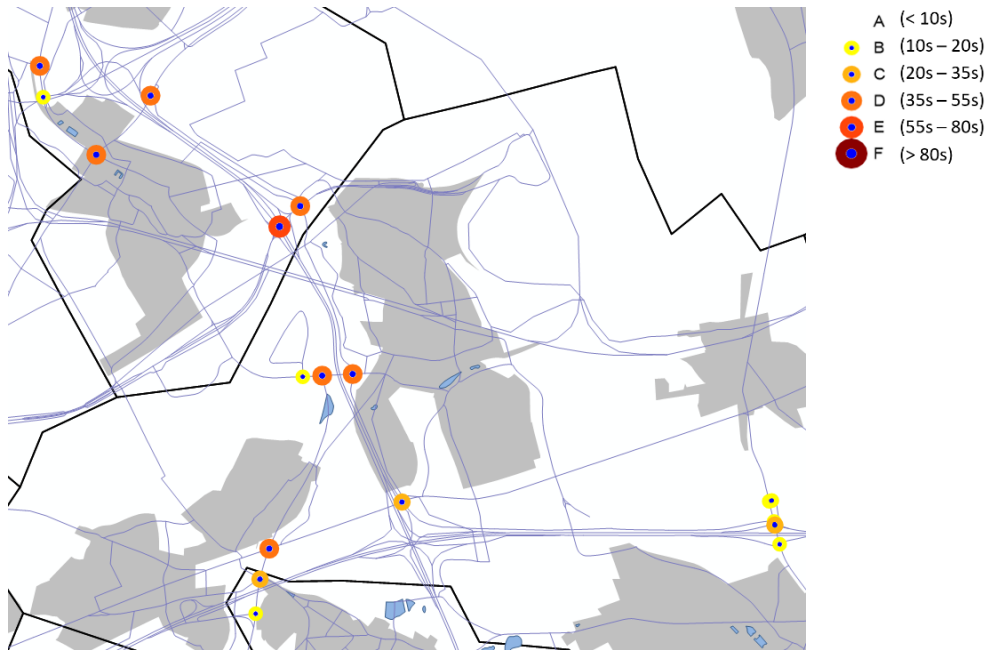 A (< 10s)
B (10s – 20s)
C (20s – 35s)
D (35s – 55s)
E (55s – 80s)
F (> 80s)